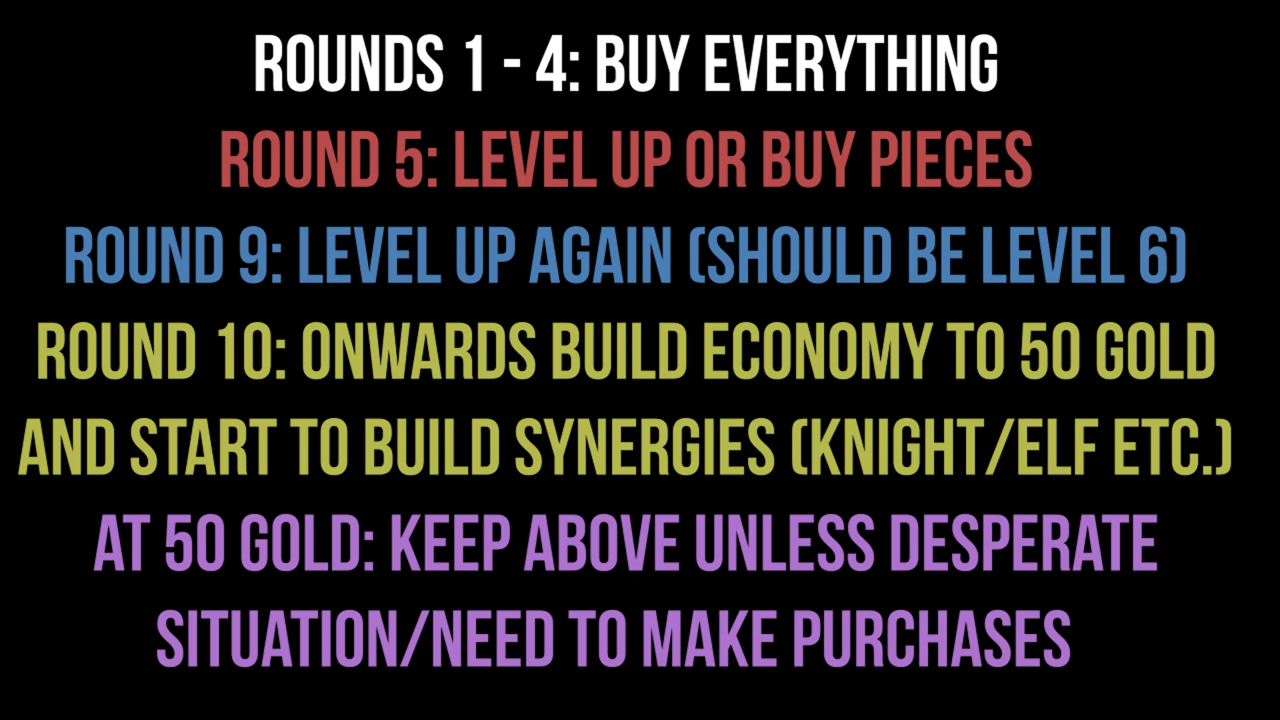 ROUNDS 1 - 4: BUY EVERYTHING
ROUND 5: LEVEL UP OR BUY PIECES
ROUND 9: LEVEL UP AGAIN (SHOULD BE LEVEL 6)
ROUND 10: ONWARDS BUILD ECONOMY TO 50 GOLD
AND START TO BUILD SYNERGIES (KNIGHT/ELF ETC.)
AT 50 GOLD: KEEP ABOVE UNLESS DESPERATE
SITUATION/NEED TO MAKE PURCHASES